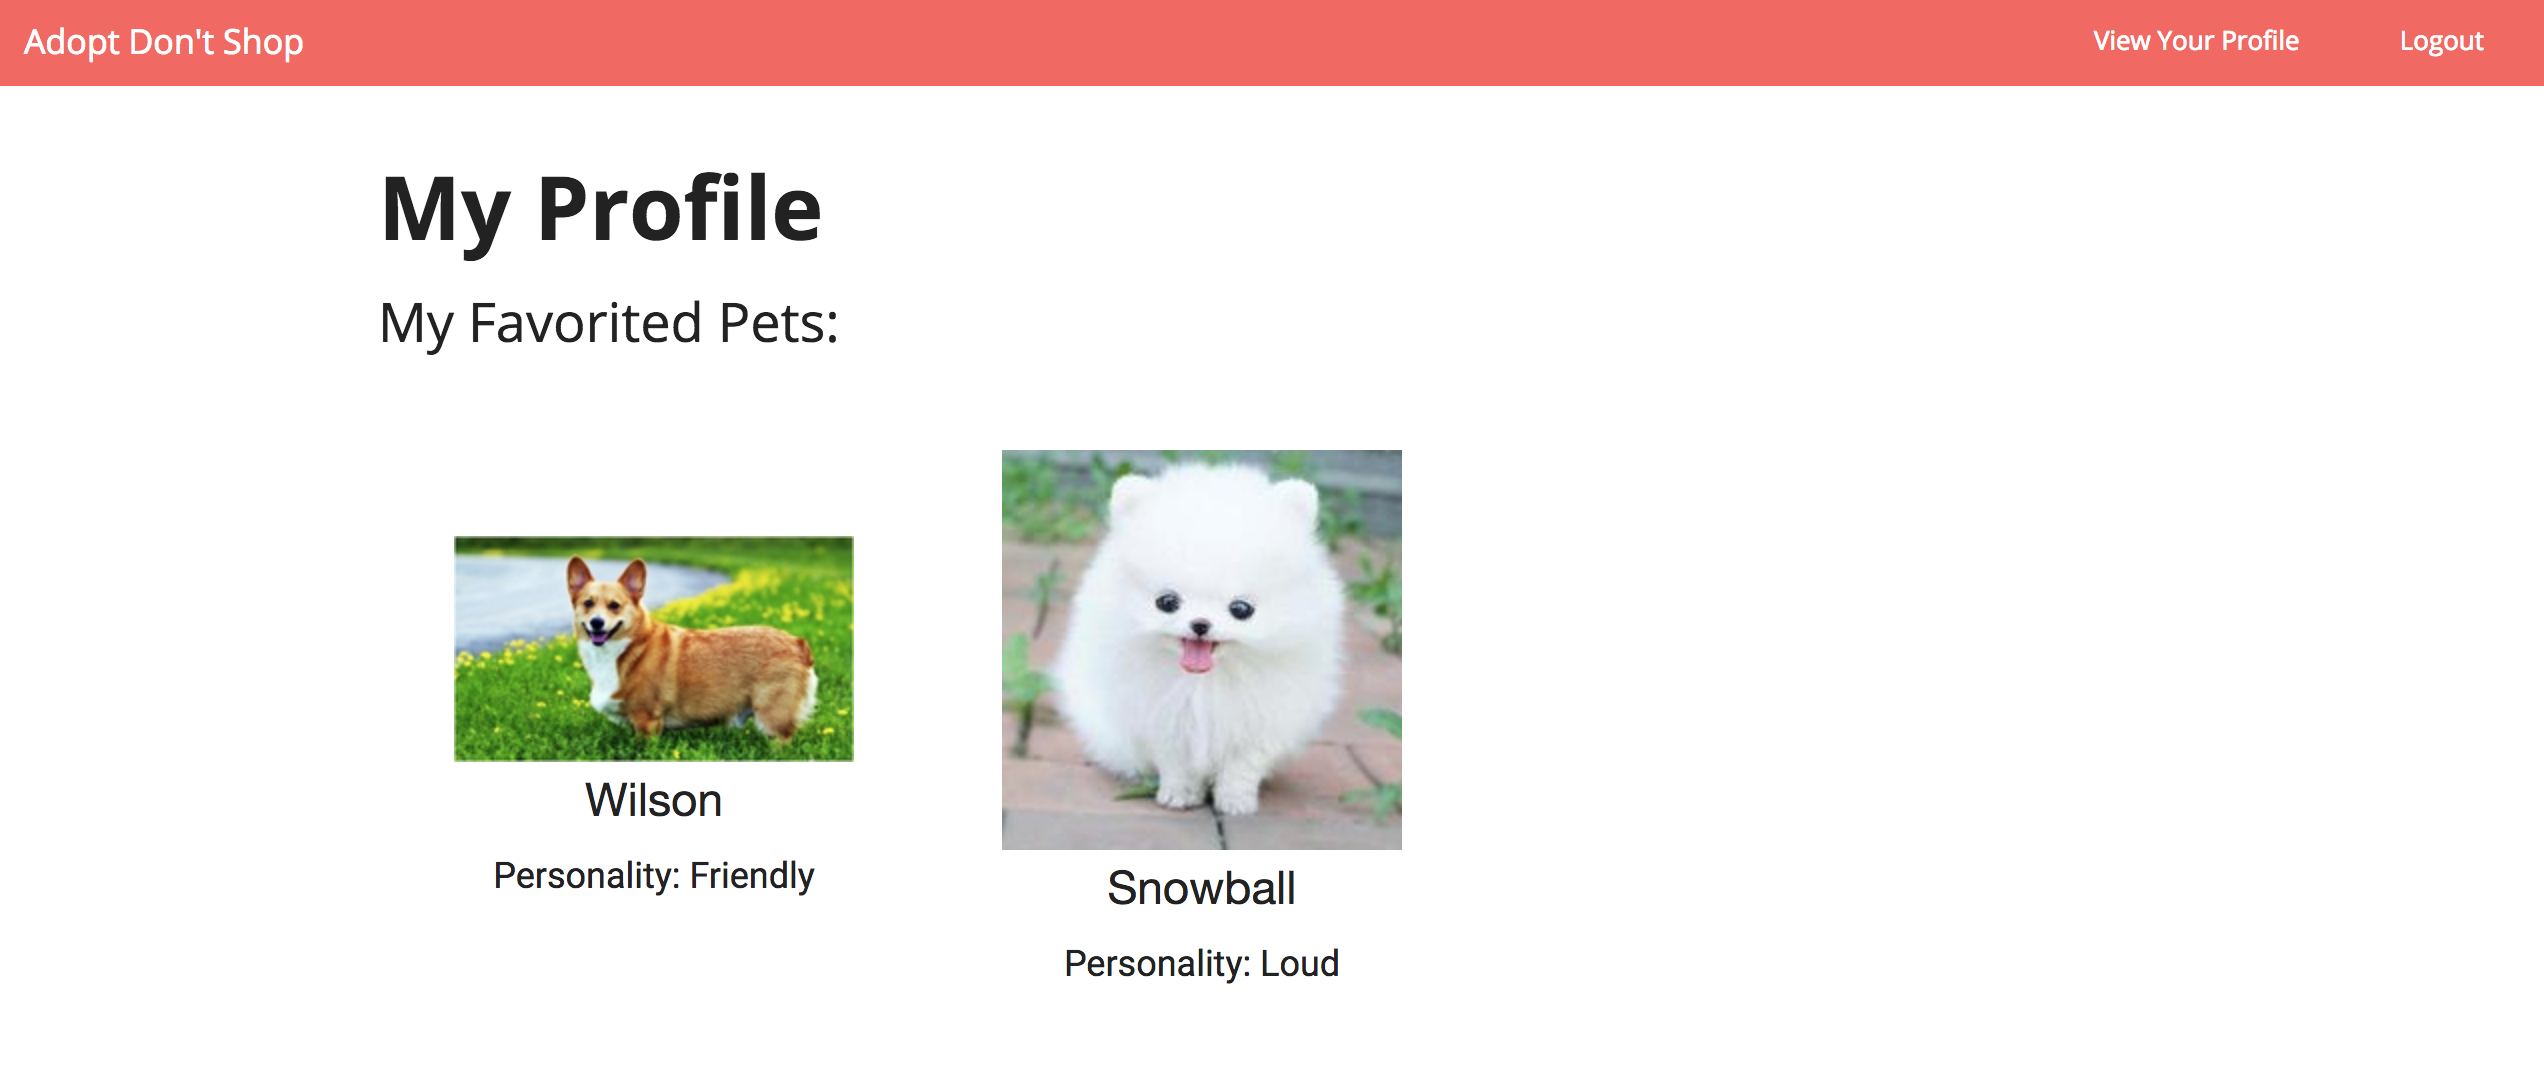 Adopt Don't Shop
View Your Profile
Logout
My Profile
My Favorited Pets:
Wilson
Personality: Friendly
Snowball
Personality: Loud